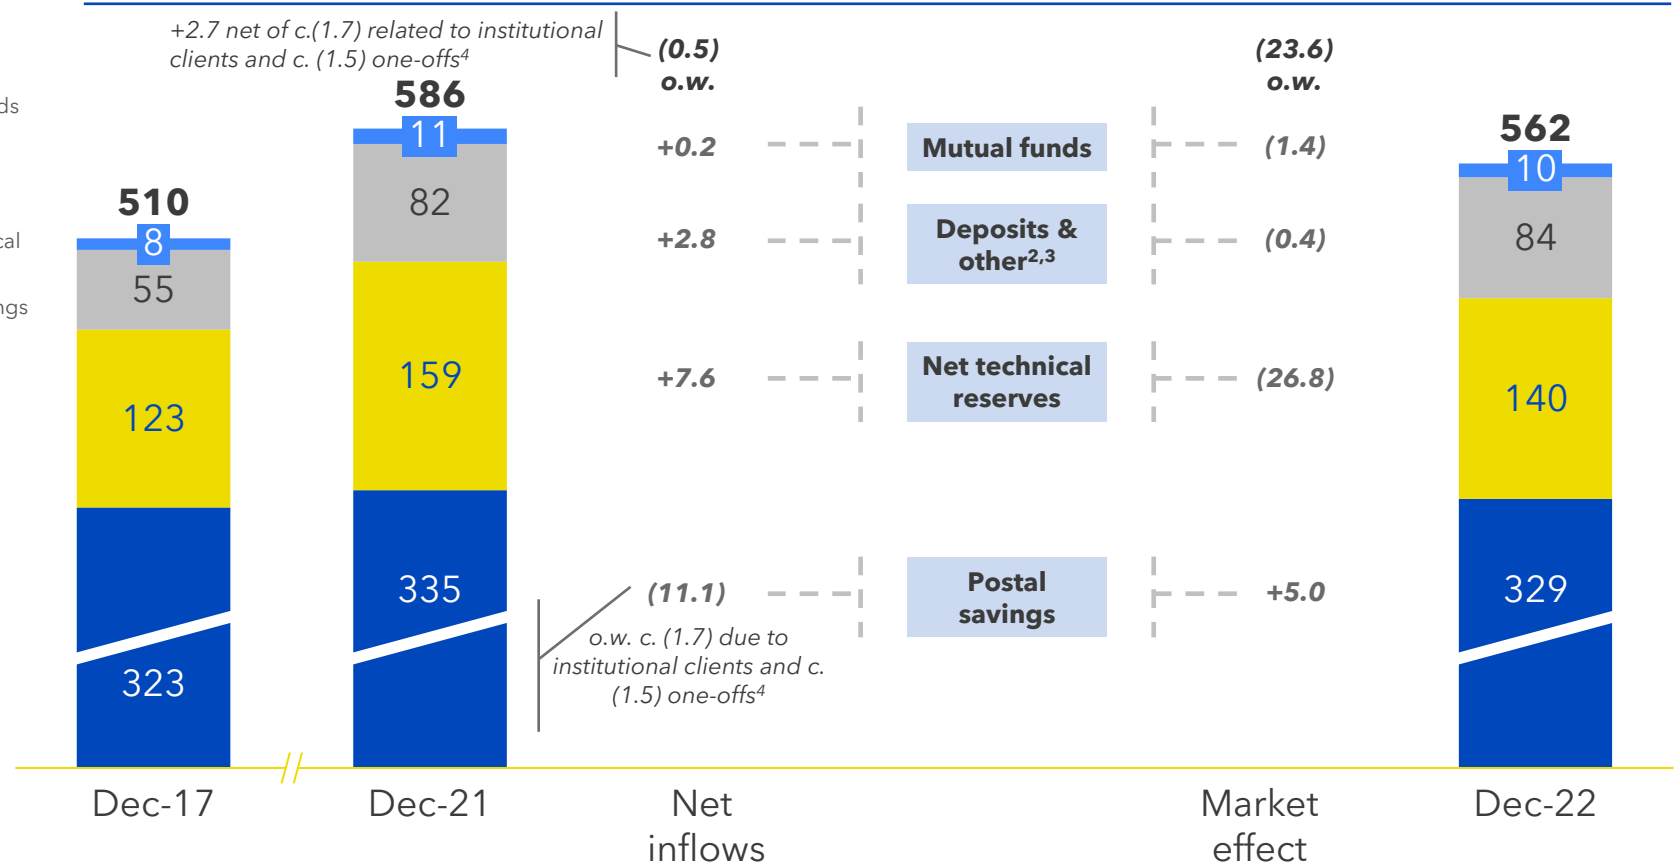 +2.7 net of c.(1.7) related to institutional
clients and c. (1.5) one-offs4
(0.5)
o.w.
(23.6)
o.w.
ds
cal
ngs
510
8
55
123
323
586
11
82
159
335
+0.2
Mutual funds
(1.4)
+2.8
Deposits &
other2,3
(0.4)
+7.6
Net technical
reserves
(26.8)
(11.1)
Postal
savings
+5.0
o.w. c. (1.7) due to
institutional clients and c.
(1.5) one-offs4
562
10
84
140
329
Dec-17
Dec-21
Net
inflows
Market
effect
Dec-22